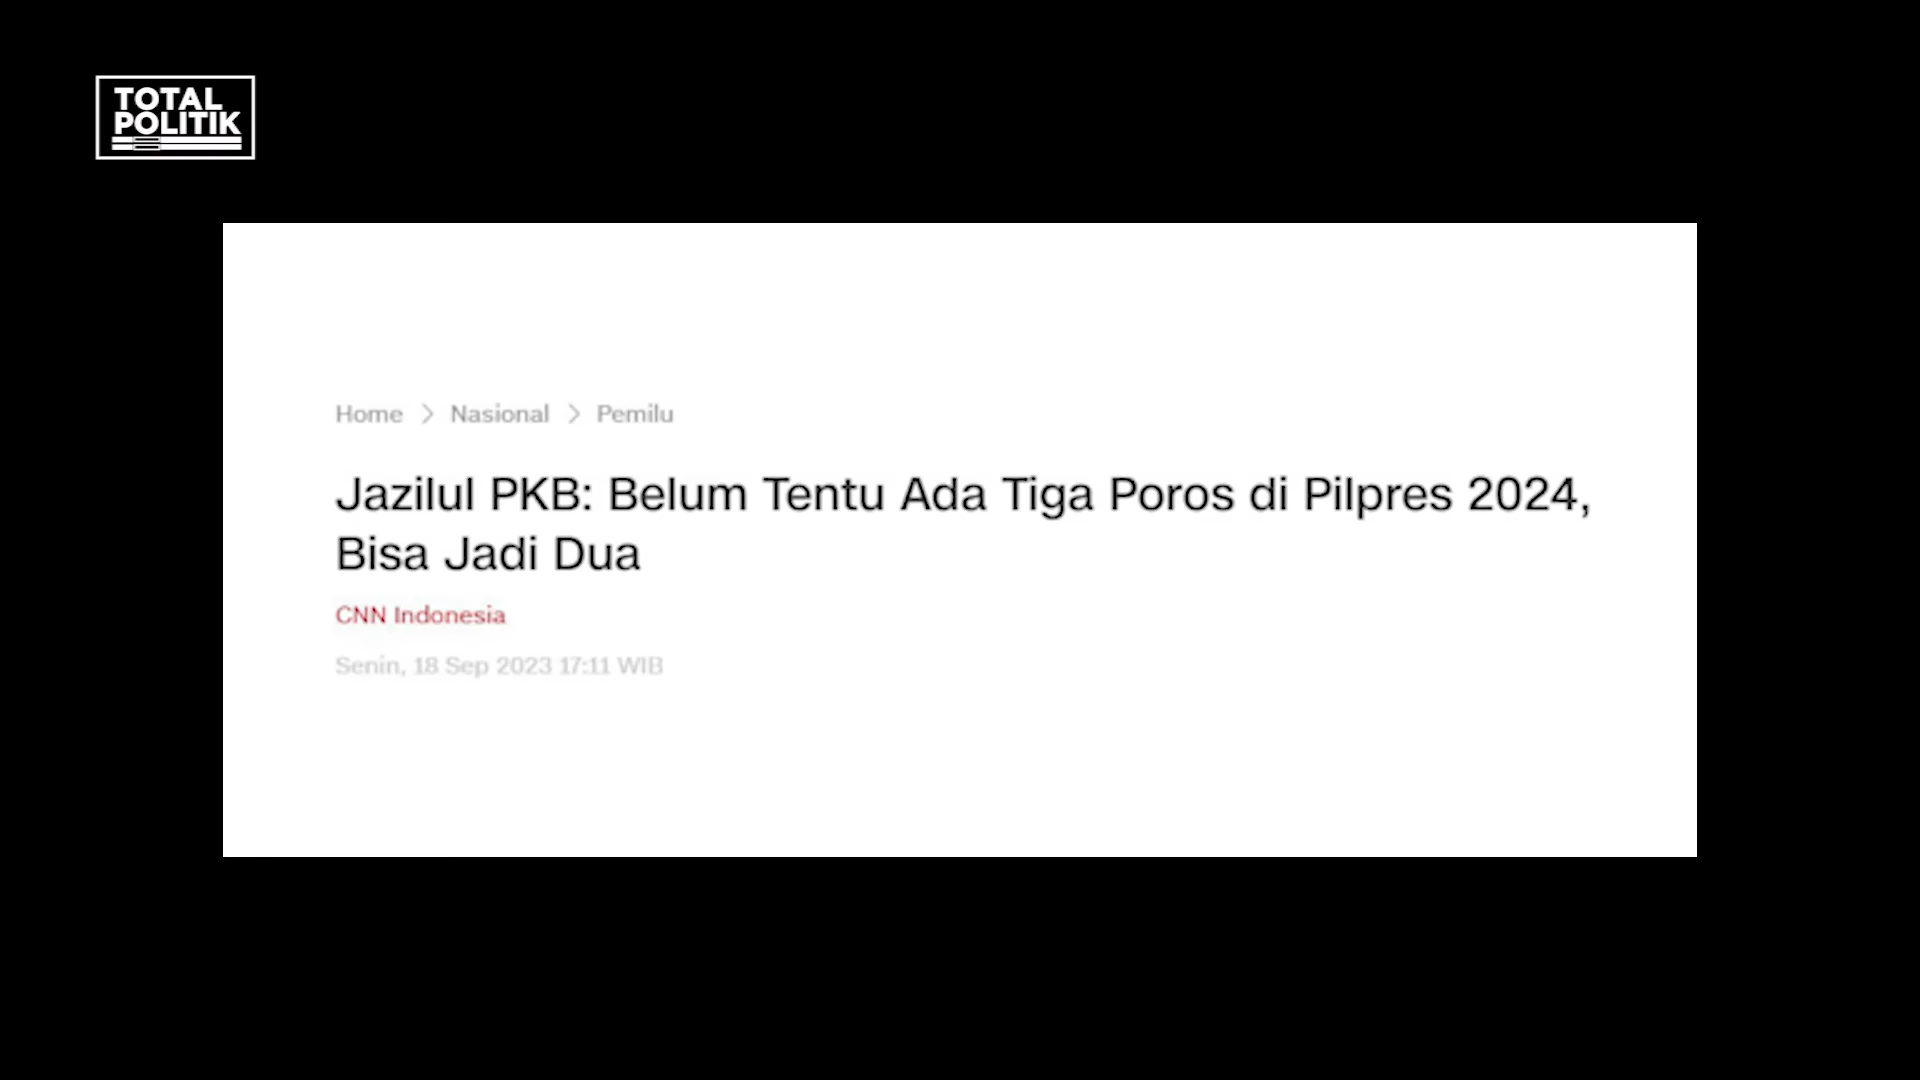 TOTAL
POLITIK
Home > Nasional > Pemilu
Jazilul PKB: Belum Tentu Ada Tiga Poros di Pilpres 2024,
Bisa Jadi Dua
CNN Indonesia
Senin, 18 Sep 2023 17:11 WIB